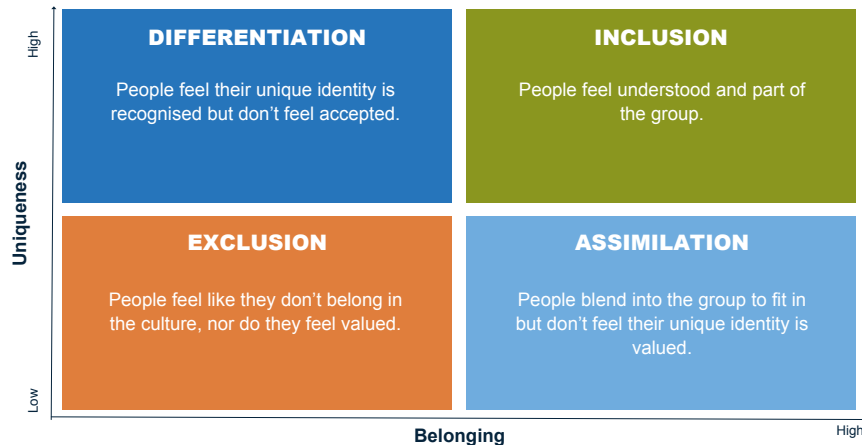 High
DIFFERENTIATION
People feel their unique identity is
recognised but don’t feel accepted.
INCLUSION
People feel understood and part of
the group.
Uniqueness
EXCLUSION
People feel like they don’t belong in
the culture, nor do they feel valued.
ASSIMILATION
People blend into the group to fit in
but don’t feel their unique identity is
valued.
Low
Belonging
High